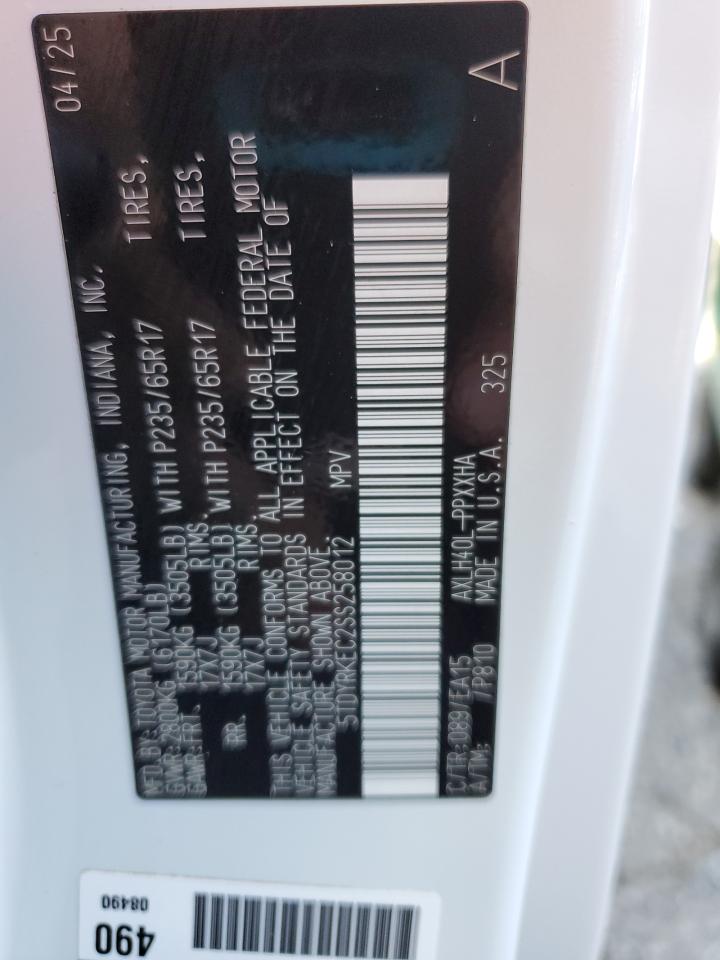 MFD.BY:TOYOTA MOTOR MANUFACTURING, INDIANA, INC. 04/25
GVWR:2800KG (6170LB)
GAWR:FRT. 1590KG (3505LB) WITH P235/65R17 TIRES,
17X7J RIMS.
RR. 1590KG (3505LB) WITH P235/65R17 TIRES,
17X7J RIMS.
THIS VEHICLE CONFORMS TO ALL APPLICABLE FEDERAL MOTOR
VEHICLE SAFETY STANDARDS IN EFFECT ON THE DATE OF
MANUFACTURE SHOWN ABOVE.
5TDYRKEC2SS258012 MPV
C/TR:089/EA15 AXLH40L-PPXXHA
A/TM: /P810 MADE IN U.S.A. 325 A
08490
490